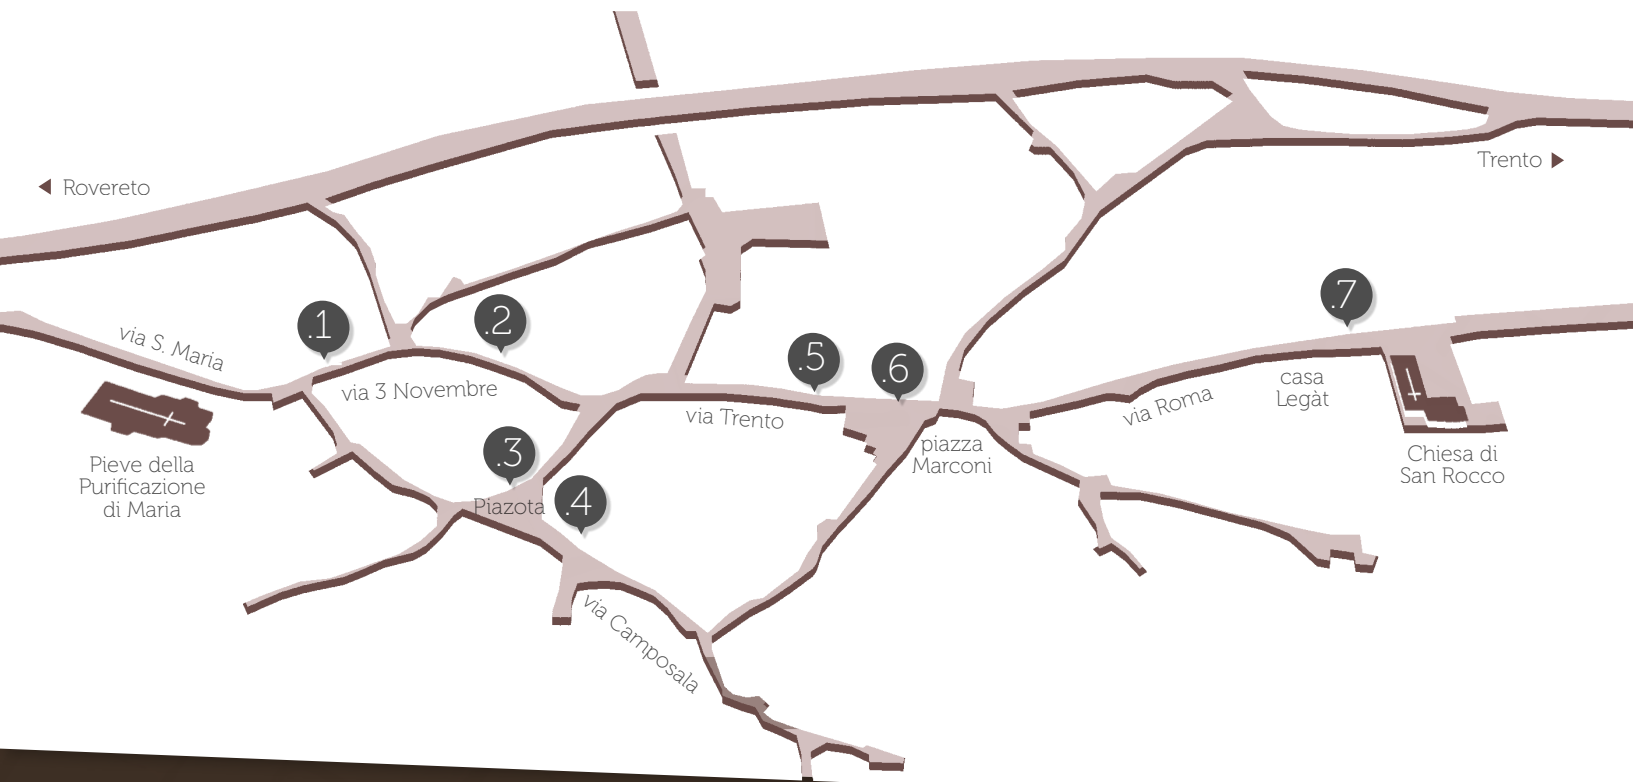 Trento
Rovereto
.7
.1
.2
via S. Maria
.5
.6
via 3 Novembre
casa
Legàt
via Roma
via Trento
piazza
Marconi
.3
Chiesa di
San Rocco
Pieve della
Purificazione
di Maria
Piazota
.4
via Camposala